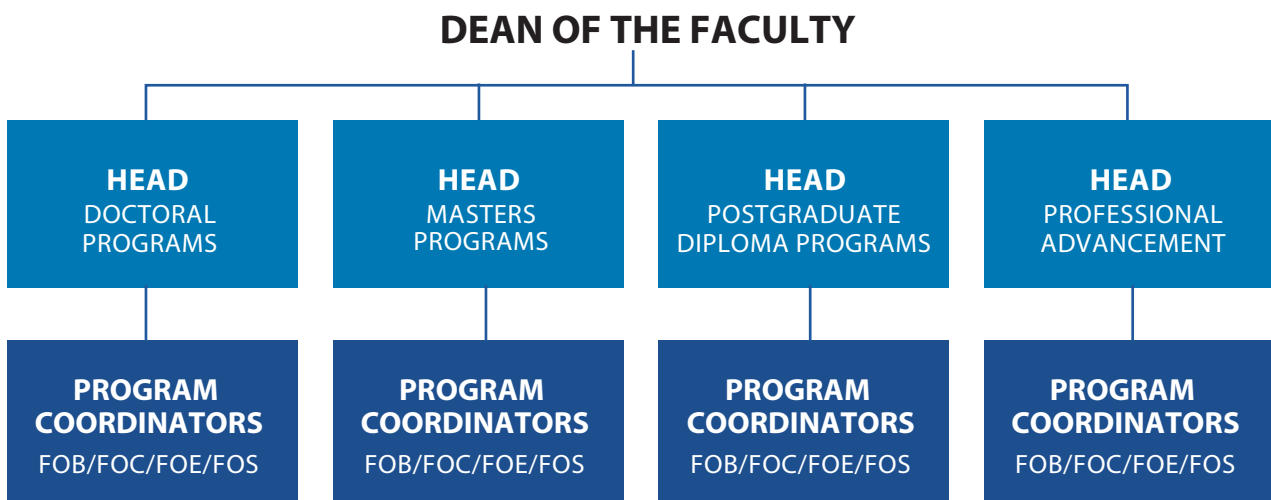 DEAN OF THE FACULTY
HEAD
DOCTORAL
PROGRAMS
HEAD
MASTERS
PROGRAMS
HEAD
POSTGRADUATE
DIPLOMA PROGRAMS
HEAD
PROFESSIONAL
ADVANCEMENT
PROGRAM
COORDINATORS
FOB/FOC/FOE/FOS
PROGRAM
COORDINATORS
FOB/FOC/FOE/FOS
PROGRAM
COORDINATORS
FOB/FOC/FOE/FOS
PROGRAM
COORDINATORS
FOB/FOC/FOE/FOS